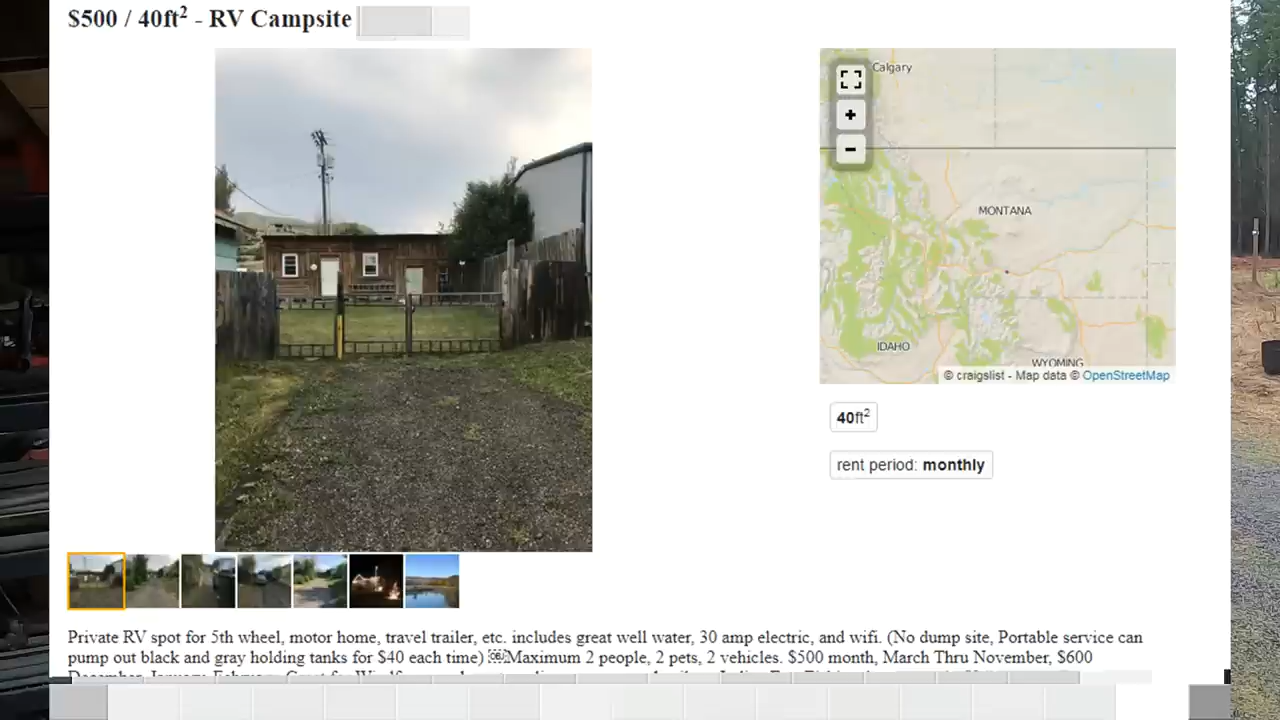 $500 / 40ft² - RV Campsite
Calgary
+
-
MONTANA
IDAHO
WYOMING
© craigslist - Map data © OpenStreetMap
40ft²
rent period: monthly
Private RV spot for 5th wheel, motor home, travel trailer, etc. includes great well water, 30 amp electric, and wifi. (No dump site, Portable service can
pump out black and gray holding tanks for $40 each time) Maximum 2 people, 2 pets, 2 vehicles. $500 month, March Thru November, $600